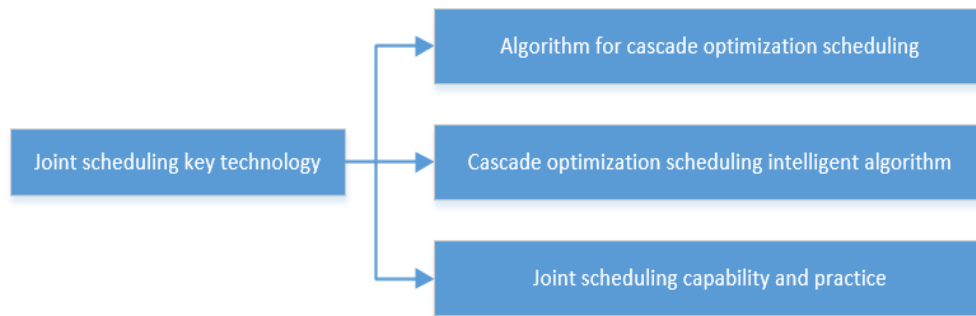 Algorithm for cascade optimization scheduling
Joint scheduling key technology
Cascade optimization scheduling intelligent algorithm
Joint scheduling capability and practice